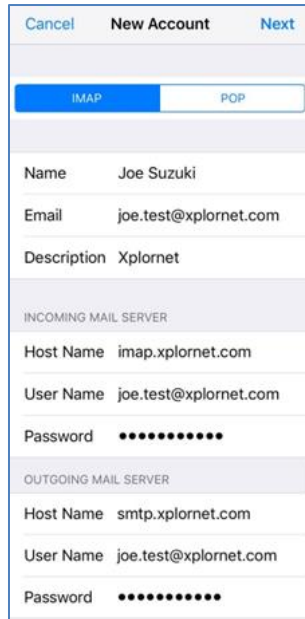 Cancel New Account Next
IMAP POP
Name Joe Suzuki
Email joe.test@xplornet.com
Description Xplornet
INCOMING MAIL SERVER
Host Name imap.xplornet.com
User Name joe.test@xplornet.com
Password ●●●●●●●●●●●
OUTGOING MAIL SERVER
Host Name smtp.xplornet.com
User Name joe.test@xplornet.com
Password ●●●●●●●●●●●